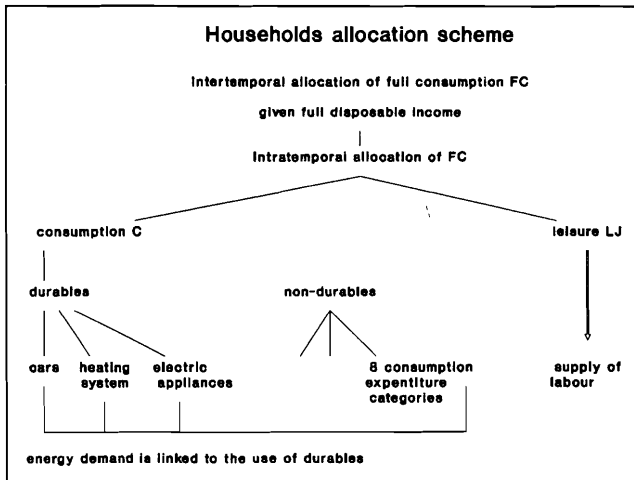 Households allocation scheme
Intertemporal allocation of full consumption FC
given full disposable income
Intratemporal allocation of FC
consumption C
leisure LJ
durables
non-durables
cars
heating
system
electric
appliances
8 consumption
expentiture
categories
supply of
labour
energy demand is linked to the use of durables